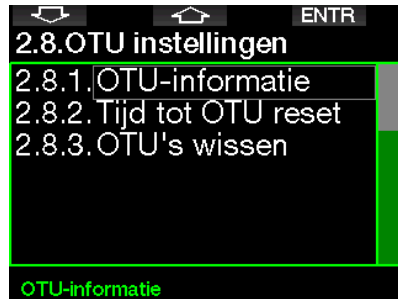 ENTR
2.8.OTU instellingen
2.8.1.OTU-informatie
2.8.2.Tijd tot OTU reset
2.8.3.OTU's wissen
OTU-informatie